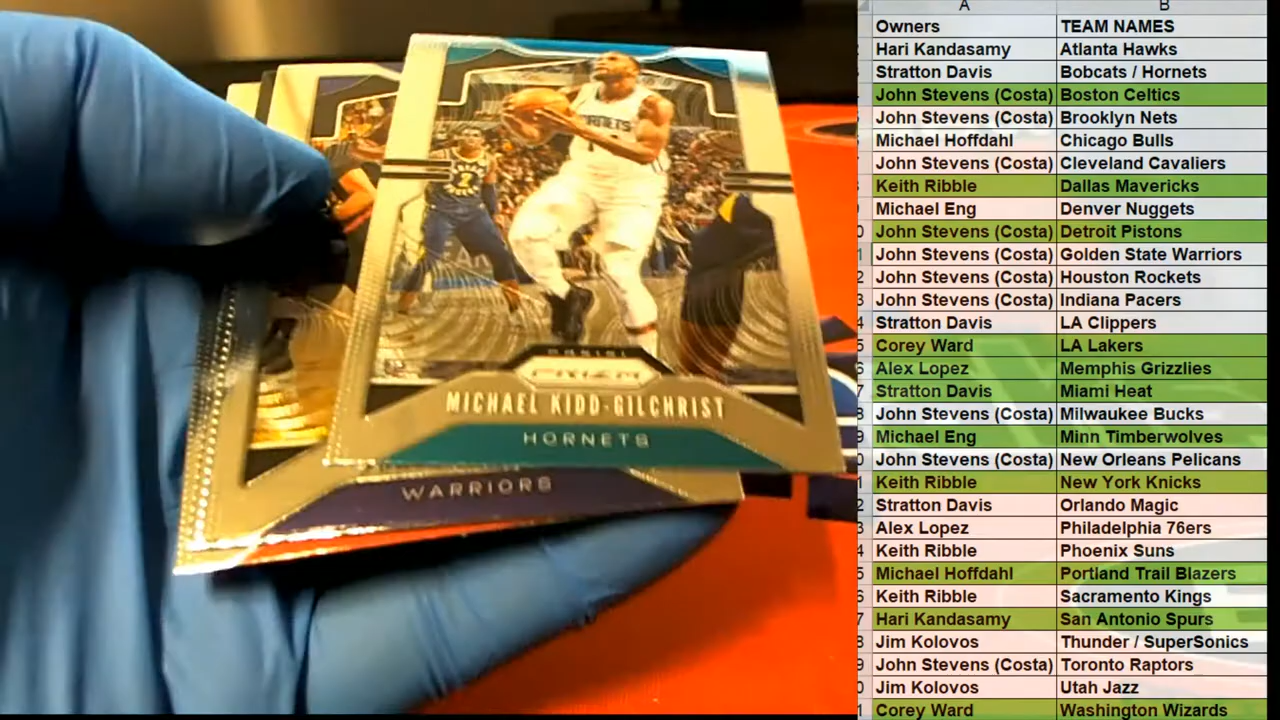 HORNETS
MICHAEL KIDD-GILCHRIST
HORNETS
WARRIORS
PANINI
PRIZM
A B
Owners TEAM NAMES
Hari Kandasamy Atlanta Hawks
Stratton Davis Bobcats / Hornets
John Stevens (Costa) Boston Celtics
John Stevens (Costa) Brooklyn Nets
Michael Hoffdahl Chicago Bulls
John Stevens (Costa) Cleveland Cavaliers
Keith Ribble Dallas Mavericks
Michael Eng Denver Nuggets
John Stevens (Costa) Detroit Pistons
John Stevens (Costa) Golden State Warriors
John Stevens (Costa) Houston Rockets
John Stevens (Costa) Indiana Pacers
Stratton Davis LA Clippers
Corey Ward LA Lakers
Alex Lopez Memphis Grizzlies
Stratton Davis Miami Heat
John Stevens (Costa) Milwaukee Bucks
Michael Eng Minn Timberwolves
John Stevens (Costa) New Orleans Pelicans
Keith Ribble New York Knicks
Stratton Davis Orlando Magic
Alex Lopez Philadelphia 76ers
Keith Ribble Phoenix Suns
Michael Hoffdahl Portland Trail Blazers
Keith Ribble Sacramento Kings
Hari Kandasamy San Antonio Spurs
Jim Kolovos Thunder / SuperSonics
John Stevens (Costa) Toronto Raptors
Jim Kolovos Utah Jazz
Corey Ward Washington Wizards